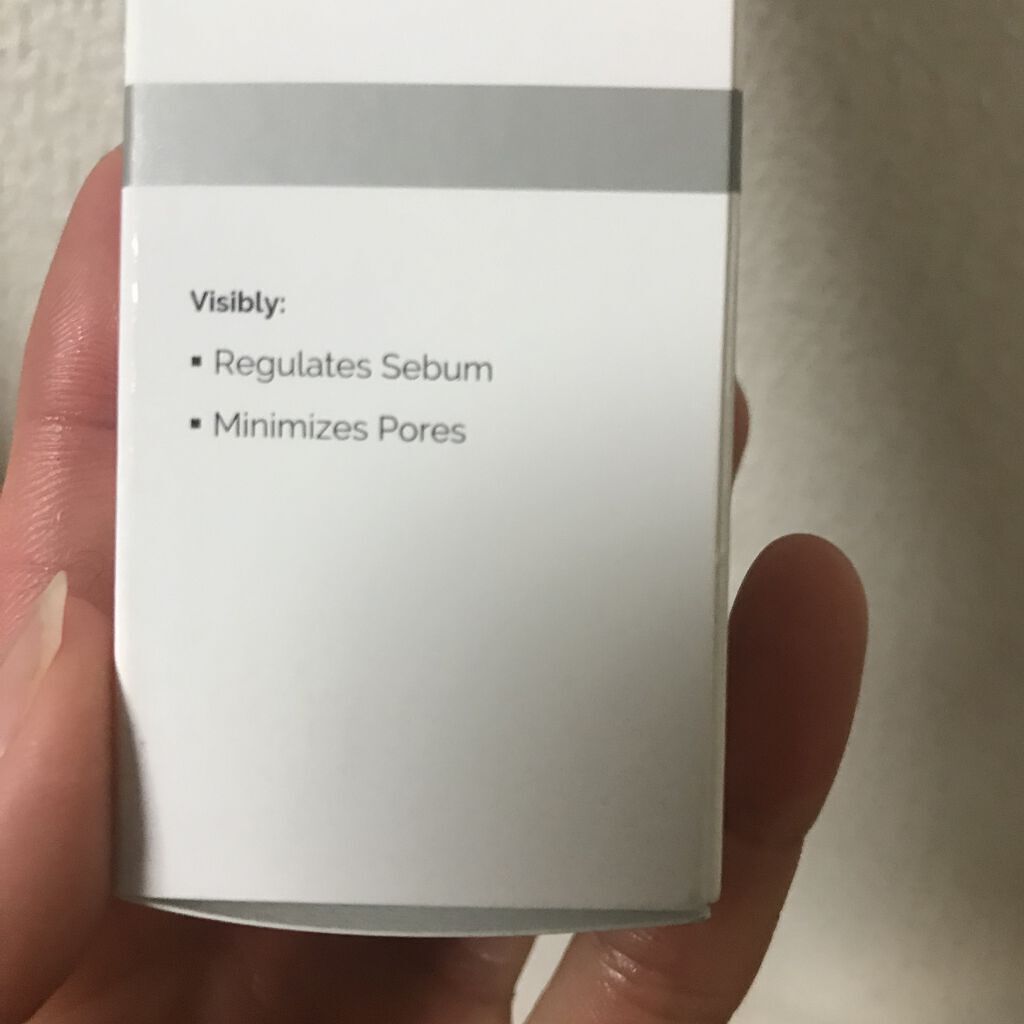 Visibly:
▪ Regulates Sebum
▪ Minimizes Pores